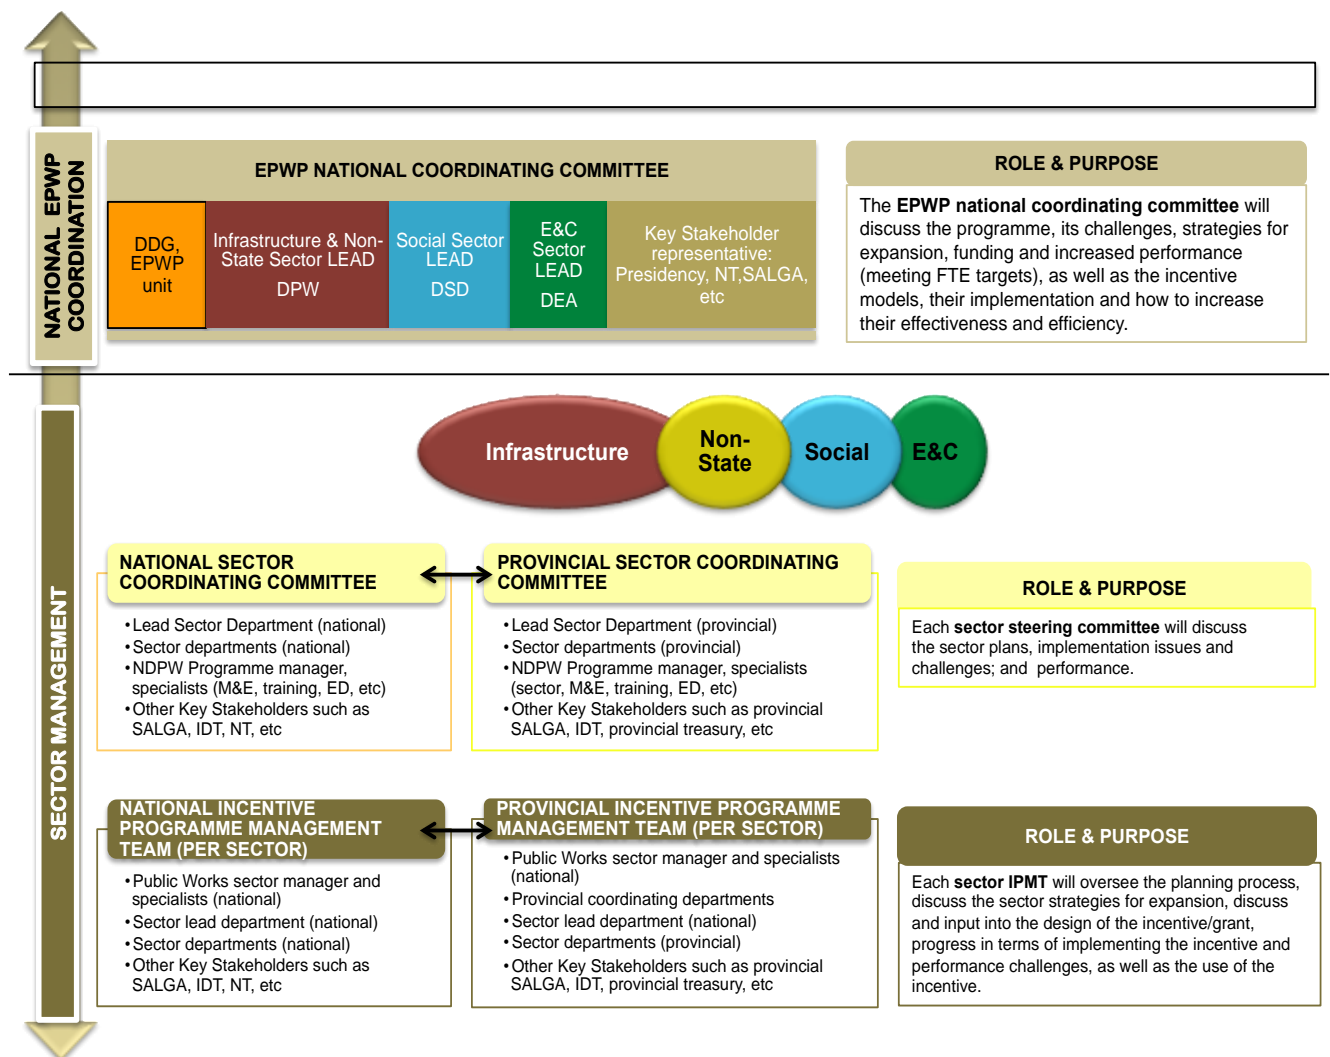 NATIONAL EPWP
COORDINATION
EPWP NATIONAL COORDINATING COMMITTEE
DDG,
EPWP
unit
Infrastructure & Non-
State Sector LEAD
DPW
Social Sector
LEAD
DSD
E&C
Sector
LEAD
DEA
Key Stakeholder
representative:
Presidency, NT,SALGA,
etc
ROLE & PURPOSE
The EPWP national coordinating committee will
discuss the programme, its challenges, strategies for
expansion, funding and increased performance
(meeting FTE targets), as well as the incentive
models, their implementation and how to increase
their effectiveness and efficiency.
Infrastructure
Non-
State
Social
E&C
SECTOR MANAGEMENT
NATIONAL SECTOR
COORDINATING COMMITTEE
•Lead Sector Department (national)
•Sector departments (national)
•NDPW Programme manager,
specialists (M&E, training, ED, etc)
•Other Key Stakeholders such as
SALGA, IDT, NT, etc
PROVINCIAL SECTOR COORDINATING
COMMITTEE
•Lead Sector Department (provincial)
•Sector departments (provincial)
•NDPW Programme manager, specialists
(sector, M&E, training, ED, etc)
•Other Key Stakeholders such as provincial
SALGA, IDT, provincial treasury, etc
ROLE & PURPOSE
Each sector steering committee will discuss
the sector plans, implementation issues and
challenges; and performance.
NATIONAL INCENTIVE
PROGRAMME MANAGEMENT
TEAM (PER SECTOR)
•Public Works sector manager and
specialists (national)
•Sector lead department (national)
•Sector departments (national)
•Other Key Stakeholders such as
SALGA, IDT, NT, etc
PROVINCIAL INCENTIVE PROGRAMME
MANAGEMENT TEAM (PER SECTOR)
•Public Works sector manager and specialists
(national)
•Provincial coordinating departments
•Sector lead department (national)
•Sector departments (provincial)
•Other Key Stakeholders such as provincial
SALGA, IDT, provincial treasury, etc
ROLE & PURPOSE
Each sector IPMT will oversee the planning process,
discuss the sector strategies for expansion, discuss
and input into the design of the incentive/grant,
progress in terms of implementing the incentive and
performance challenges, as well as the use of the
incentive.